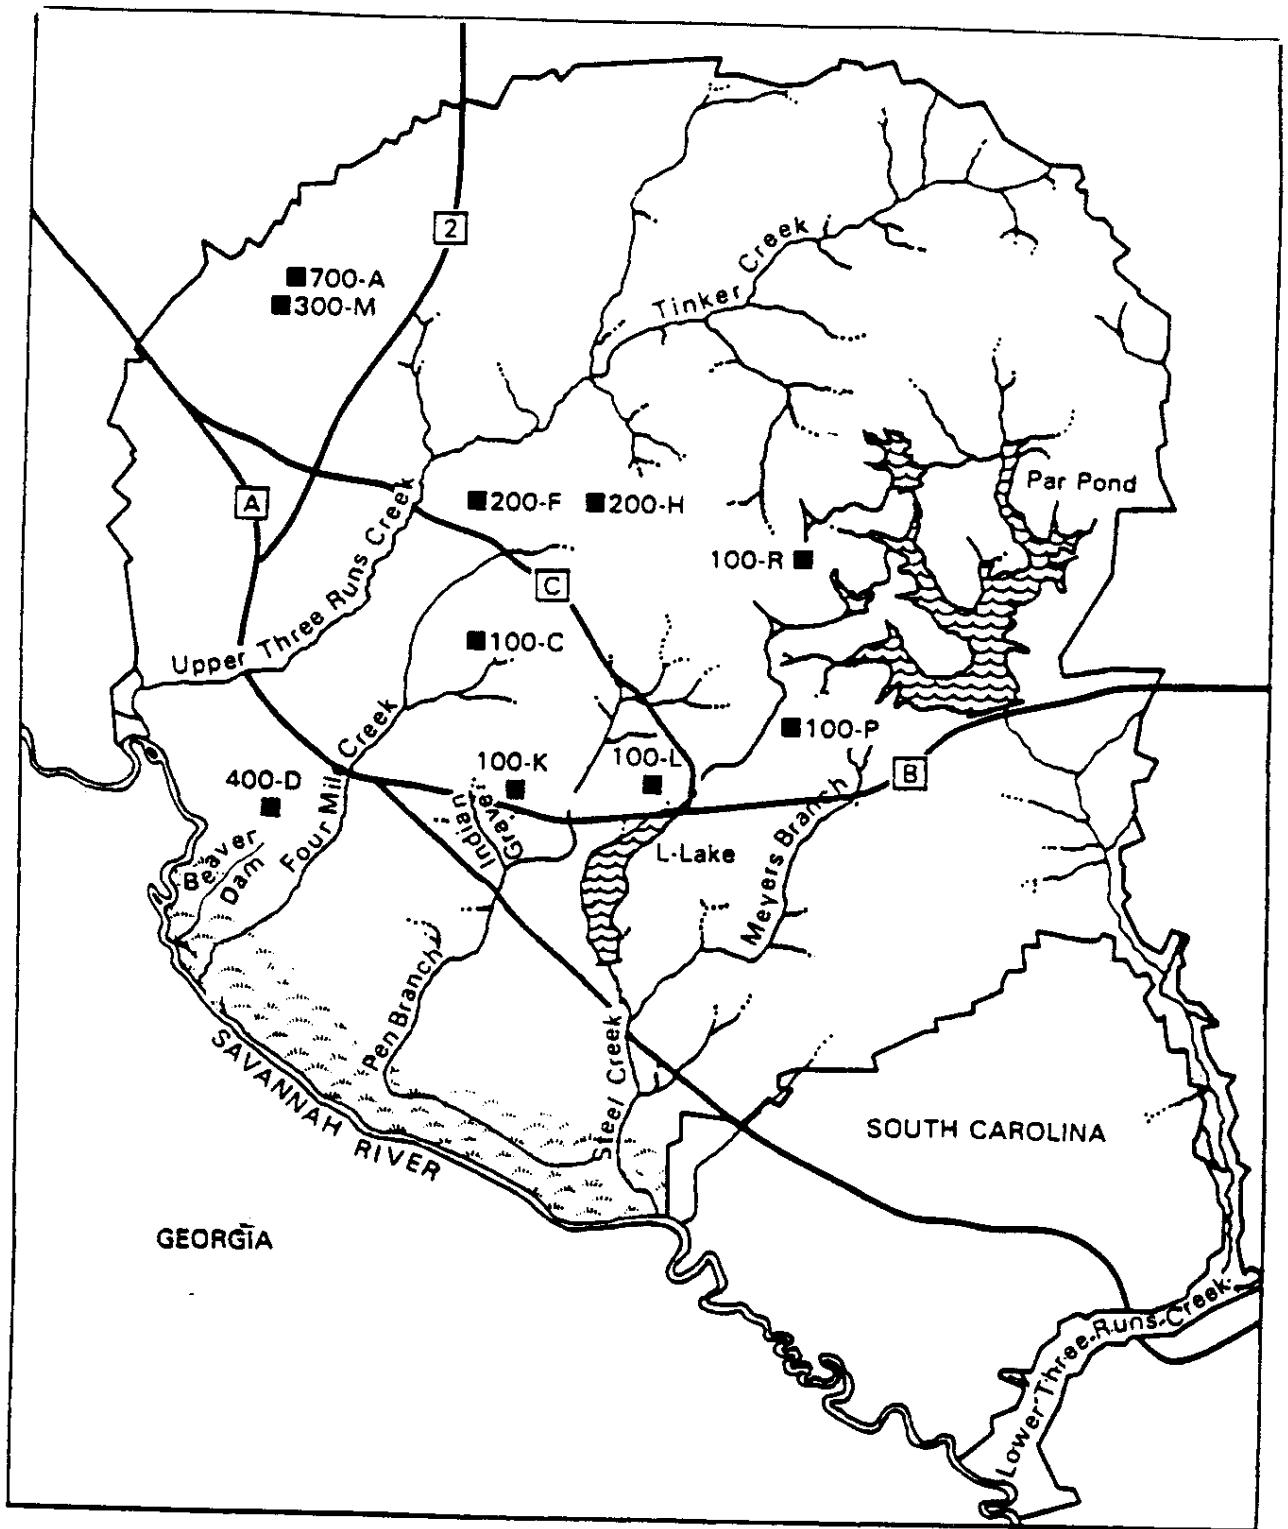 2
700-A
300-M
Tinker Creek
A
200-F
200-H
Par Pond
100-R
C
Upper Three Runs Creek
100-C
Four Mile Creek
100-P
100-K
100-L
B
400-D
Indian
Grave
L-Lake
Meyers Branch
Beaver
Dam
Pen Branch
Steel Creek
SAVANNAH RIVER
SOUTH CAROLINA
GEORGIA
Lower Three Runs Creek